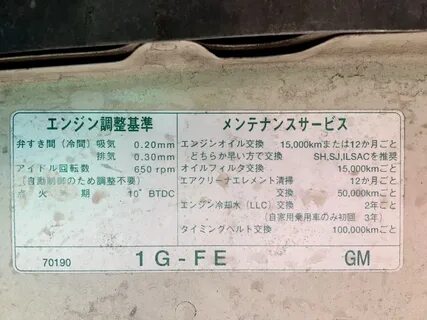 エンジン調整基準
弁すき間 (冷間) 吸気 0.20mm
排気 0.30mm
アイドル回転数 650 rpm
(自動制御のため調整不要)
点火時期 10° BTDC
メンテナンスサービス
エンジンオイル交換 15,000kmまたは12か月ごと
どちらか早い方で交換 SH,SJ,ILSACを推奨
オイルフィルタ交換 15,000kmごと
エアクリーナエレメント清掃 12か月ごと
交換 50,000kmごと
エンジン冷却水 (LLC) 交換 2年ごと
(自家用乗用車のみ初回 3年)
タイミングベルト交換 100,000kmごと
70190 1G-FE GM